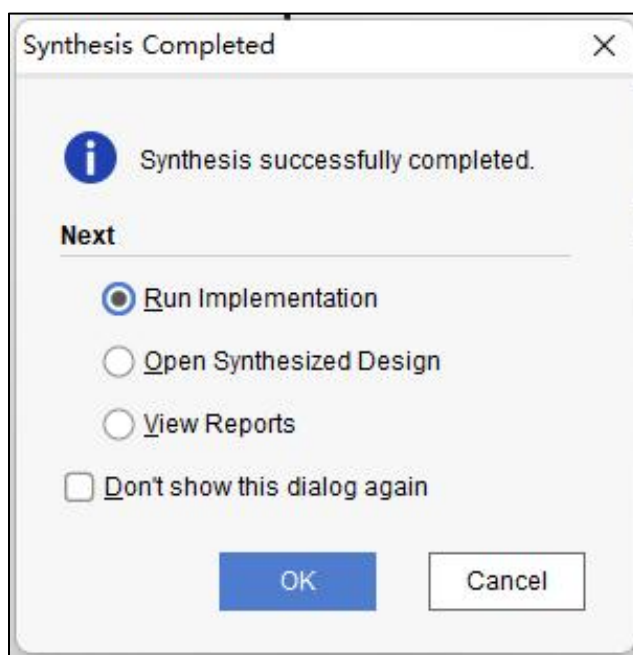 Synthesis Completed
Synthesis successfully completed.
Next
Run Implementation
Open Synthesized Design
View Reports
Don't show this dialog again
OK
Cancel